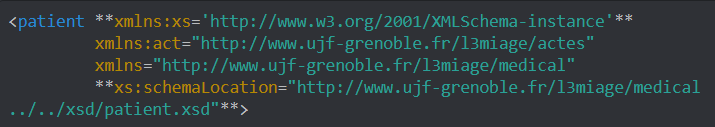 <patient **xmlns:xs='http://www.w3.org/2001/XMLSchema-instance'**
xmlns:act="http://www.ujf-grenoble.fr/l3miage/actes"
xmlns="http://www.ujf-grenoble.fr/l3miage/medical"
**xs:schemaLocation="http://www.ujf-grenoble.fr/l3miage/medical
../../xsd/patient.xsd"**>